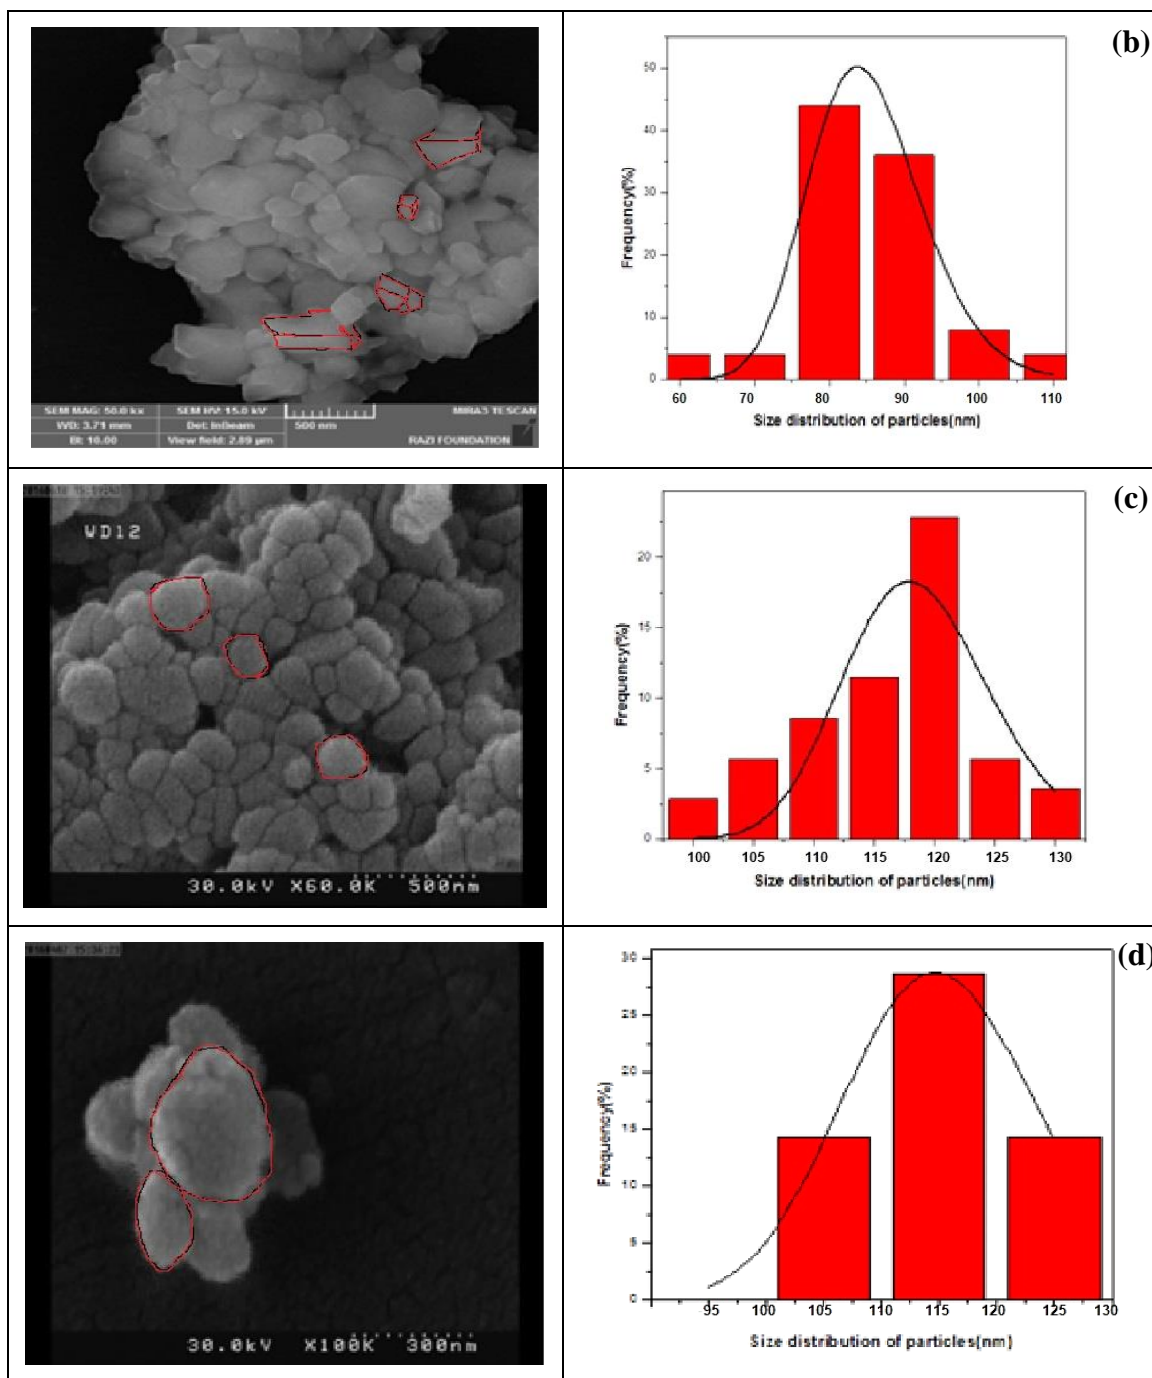 SEM MAG: 50.0 kx
SEM HV: 15.0 kV
MIRA3 TESCAN
WD: 3.71 mm
Det: InBeam
500 nm
BI: 10.00
View field: 2.89 μm
RAZI FOUNDATION
(b)
Frequency(%)
50
40
30
20
10
0
60 70 80 90 100 110
Size distribution of particles(nm)
WD12
30.0kV X60.0K 500nm
(c)
Frequency(%)
20
15
10
5
0
100 105 110 115 120 125 130
Size distribution of particles(nm)
30.0kV X100K 300nm
(d)
Frequency(%)
30
25
20
15
10
5
0
95 100 105 110 115 120 125 130
Size distribution of particles(nm)